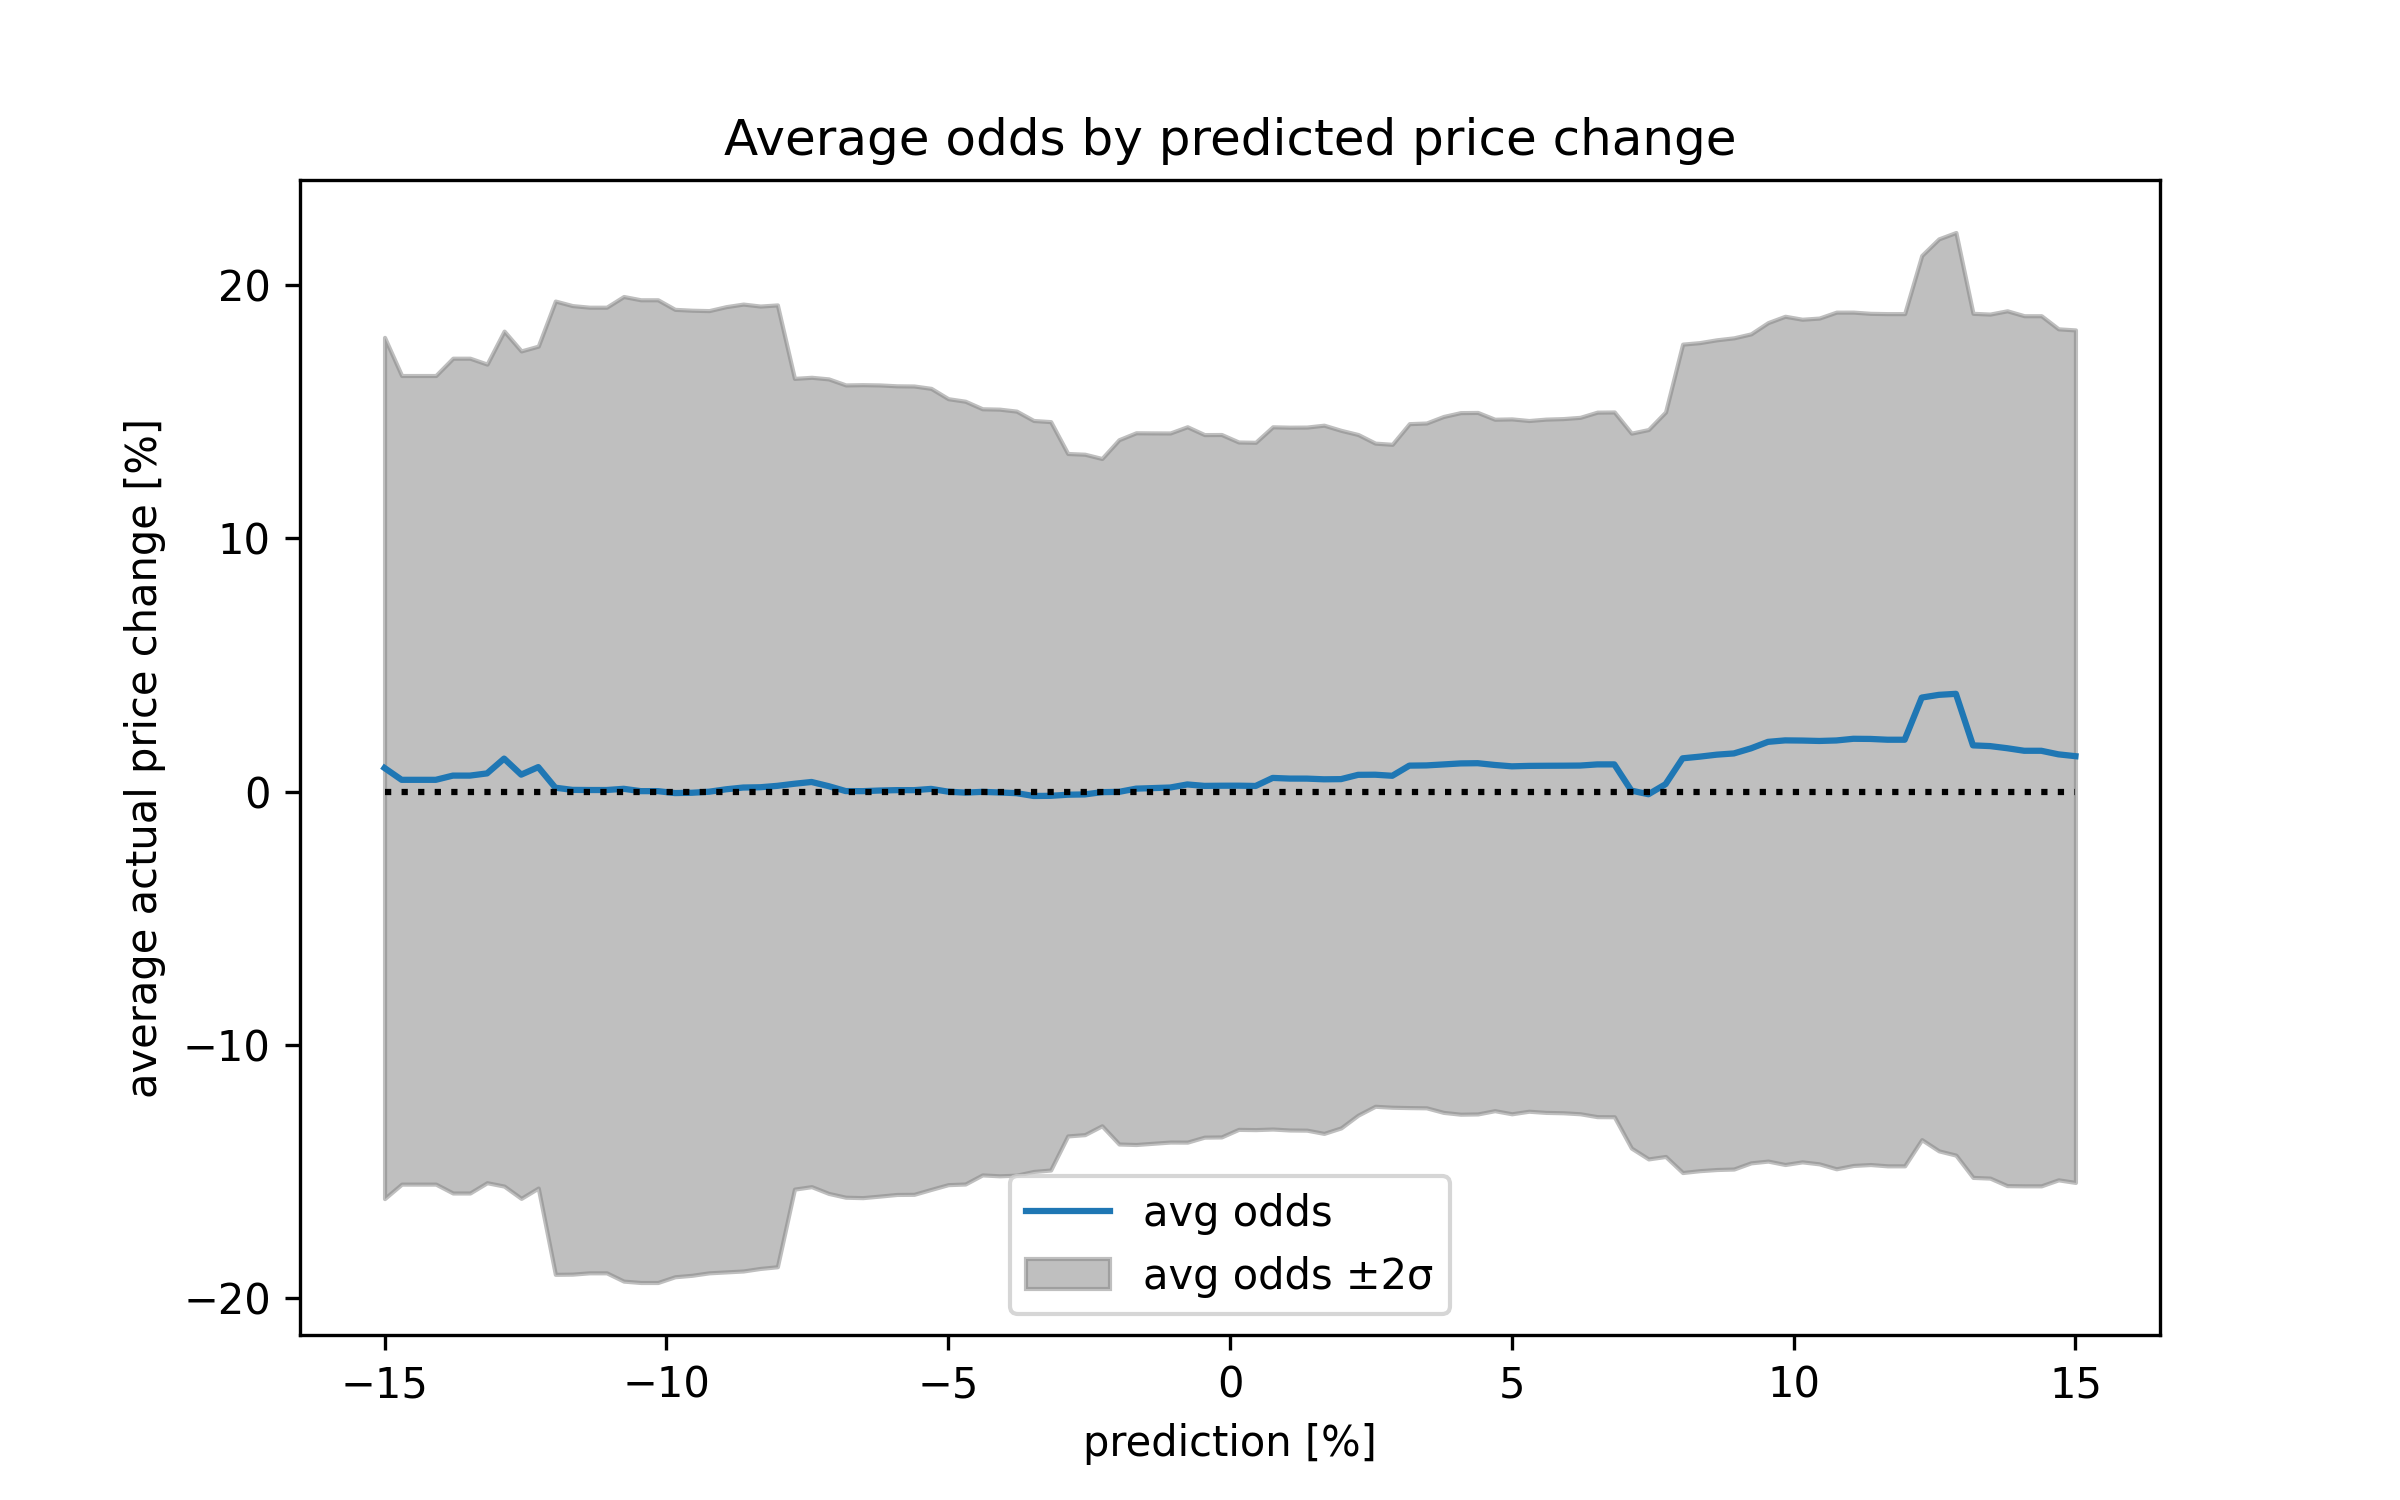 Average odds by predicted price change
average actual price change [%]
20
10
0
−10
−20
avg odds
avg odds ±2σ
−15 −10 −5 0 5 10 15
prediction [%]